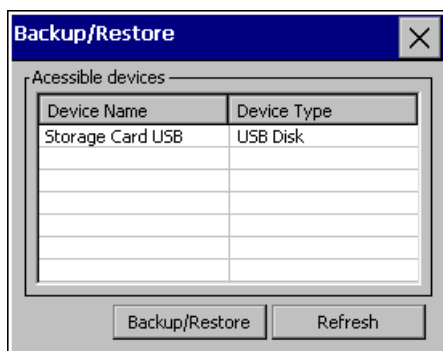 Backup/Restore
Acessible devices
Device Name Device Type
Storage Card USB USB Disk
Backup/Restore Refresh